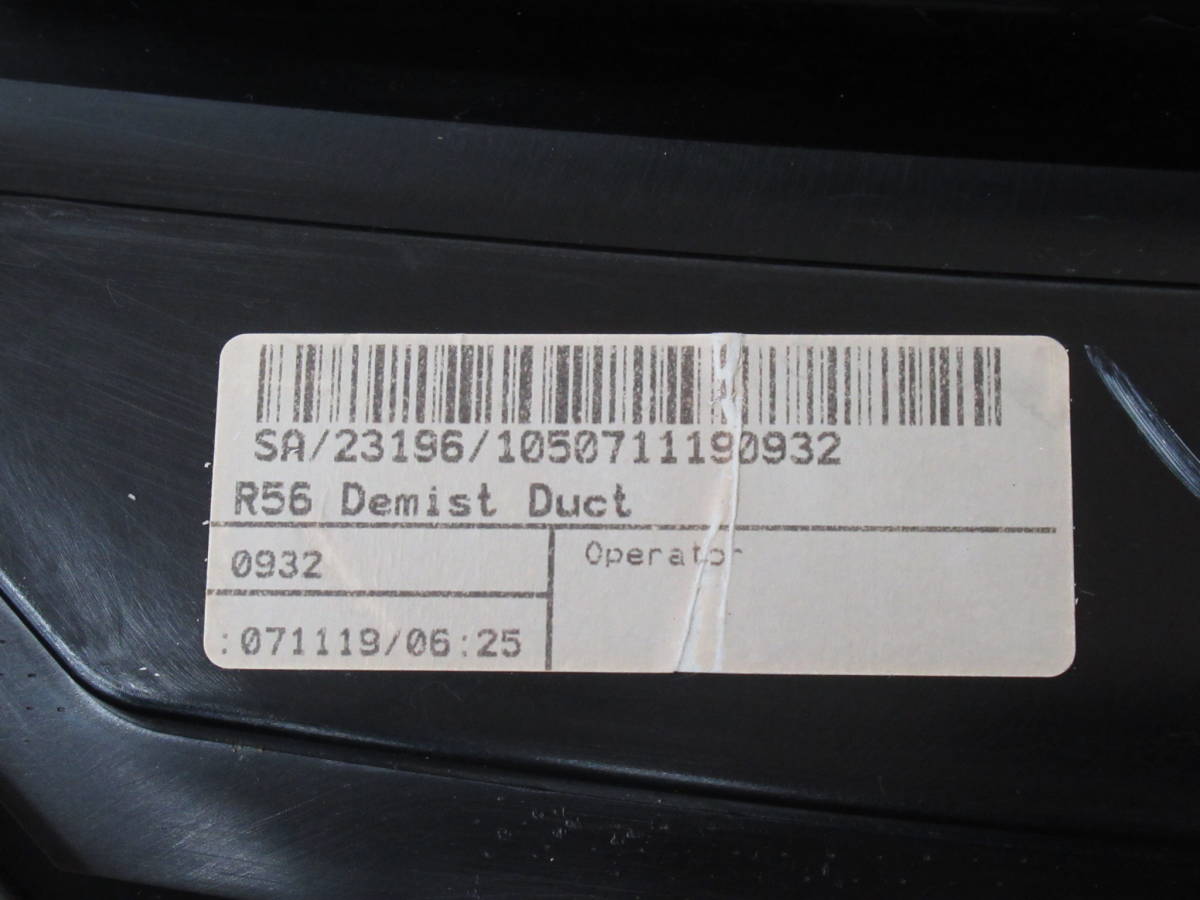 SA/23196/1050711190932
R56 Demist Duct
0932
Operator
:071119/06:25